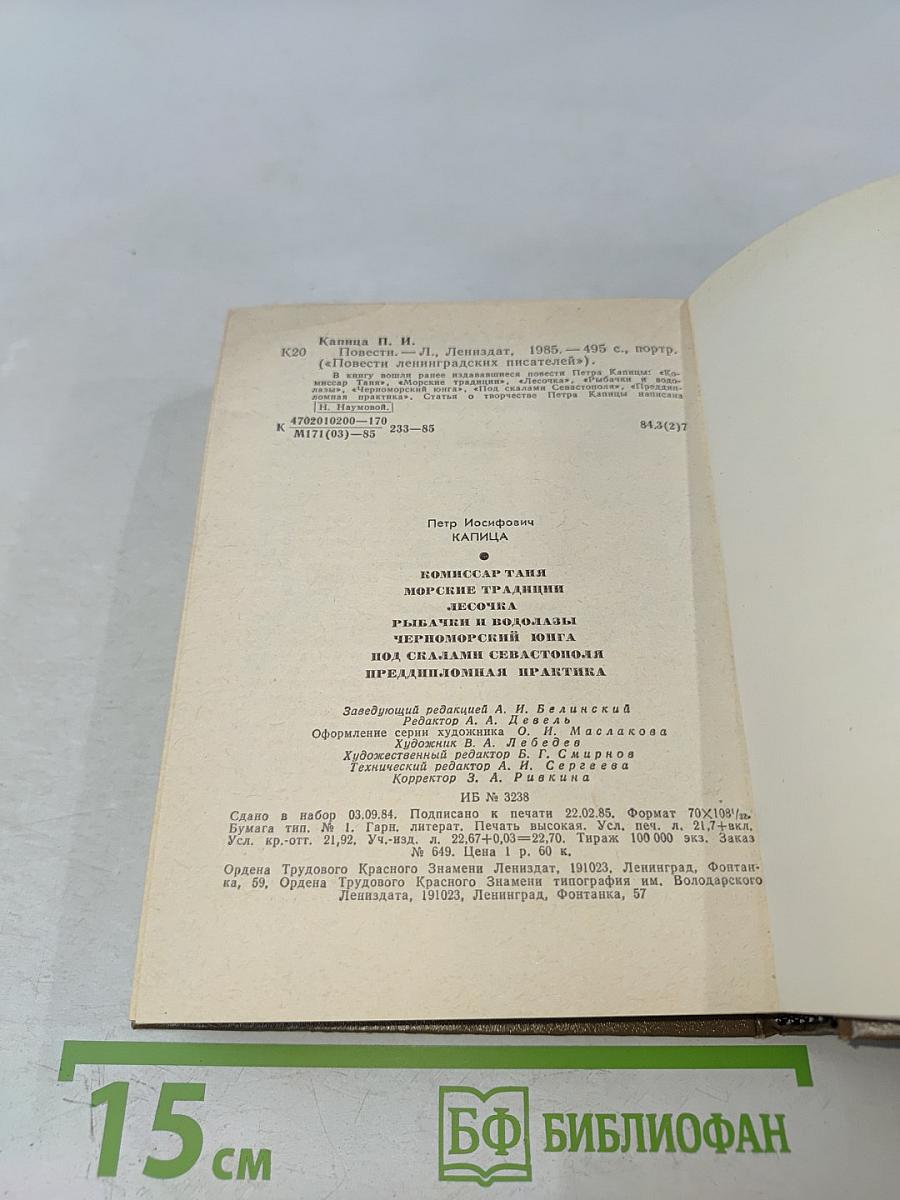 Капица П. И.
К20 Повести. — Л., Лениздат, 1985. — 495 с., портр.
(«Повести ленинградских писателей»).
В книгу вошли ранее издававшиеся повести Петра Капицы: «Ко-
миссар Таня», «Морские традиции», «Лесочка», «Рыбачки и водо-
лазы», «Черноморский юнга», «Под скалами Севастополя», «Преддип-
ломная практика». Статья о творчестве Петра Капицы написана
Н. Наумовой.
К 4702010200—170
М171(03)—85 233—85 84.3(2)7
Петр Иосифович
КАПИЦА
КОМИССАР ТАНЯ
МОРСКИЕ ТРАДИЦИИ
ЛЕСОЧКА
РЫБАЧКИ И ВОДОЛАЗЫ
ЧЕРНОМОРСКИЙ ЮНГА
ПОД СКАЛАМИ СЕВАСТОПОЛЯ
ПРЕДДИПЛОМНАЯ ПРАКТИКА
Заведующий редакцией А. И. Белинский
Редактор А. А. Девель
Оформление серии художника О. И. Маслакова
Художник В. А. Лебедев
Художественный редактор Б. Г. Смирнов
Технический редактор А. И. Сергеева
Корректор З. А. Ривкина
ИБ № 3238
Сдано в набор 03.09.84. Подписано к печати 22.02.85. Формат 70×108¹/₃₂.
Бумага тип. № 1. Гарн. литерат. Печать высокая. Усл. печ. л. 21,7+вкл.
Усл. кр.-отт. 21,92. Уч.-изд. л. 22,67+0,03=22,70. Тираж 100 000 экз. Заказ
№ 649. Цена 1 р. 60 к.
Ордена Трудового Красного Знамени Лениздат, 191023, Ленинград, Фонтан-
ка, 59. Ордена Трудового Красного Знамени типография им. Володарского
Лениздата, 191023, Ленинград, Фонтанка, 57
15 см
БФ БИБЛИОФАН